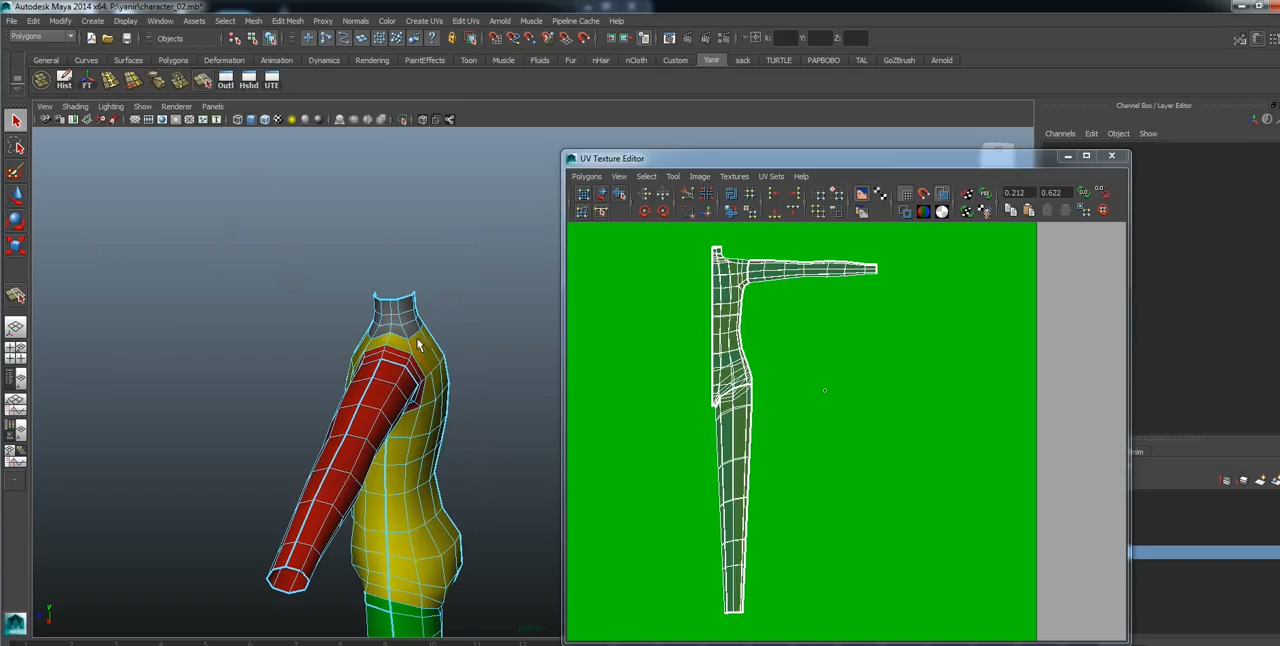 Autodesk Maya 2014 x64: P:\yanir\character_02.mb*
File Edit Modify Create Display Window Assets Select Mesh Edit Mesh Proxy Normals Color Create UVs Edit UVs Arnold Muscle Pipeline Cache Help
Polygons Objects X: Y: Z:
General Curves Surfaces Polygons Deformation Animation Dynamics Rendering PaintEffects Toon Muscle Fluids Fur nHair nCloth Custom Yanir sack TURTLE PAPBOBO TAL GoZBrush Arnold
Hist FT Outl Hshd UTE
View Shading Lighting Show Renderer Panels
Channel Box / Layer Editor
Channels Edit Object Show
UV Texture Editor
Polygons View Select Tool Image Textures UV Sets Help
0.212 0.622